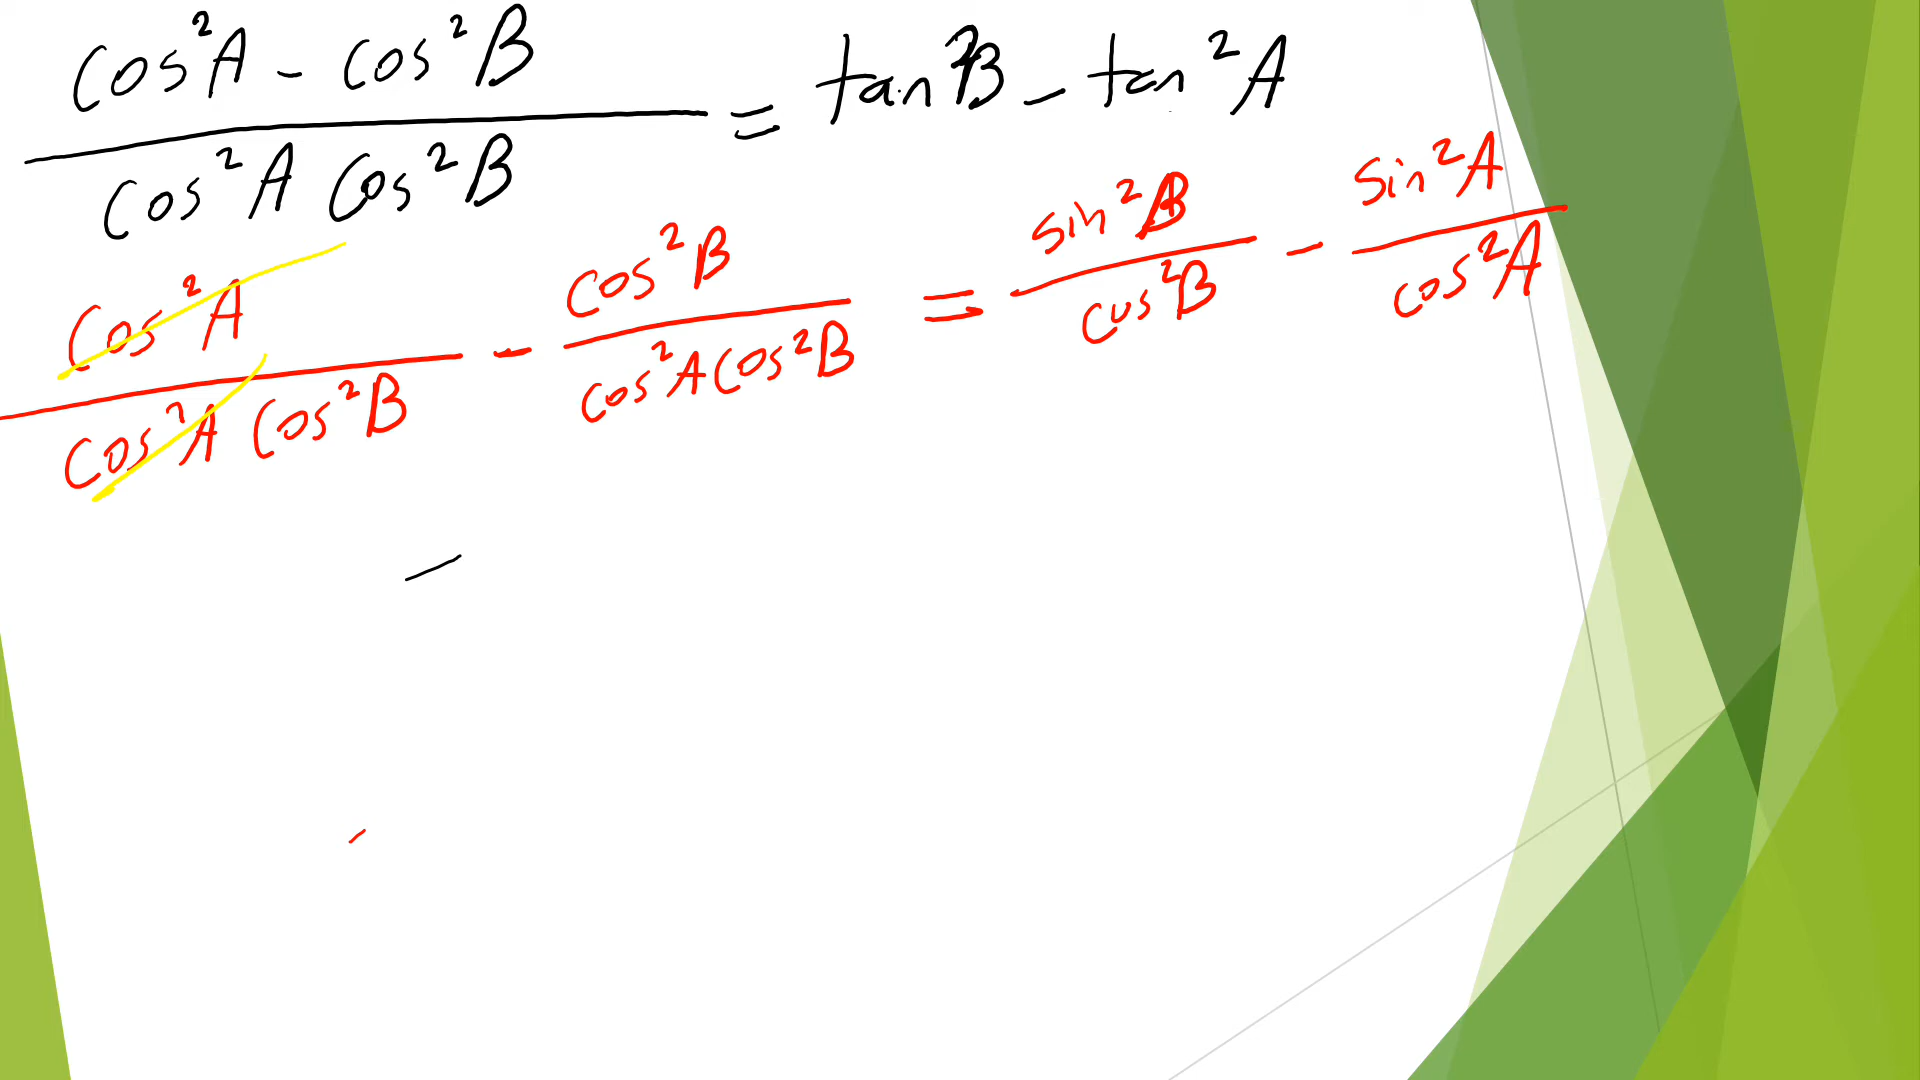 cos²A - cos²B / cos²A cos²B = tan²B - tan²A
cos²A / cos²A cos²B - cos²B / cos²A cos²B = sin²B / cos²B - sin²A / cos²A